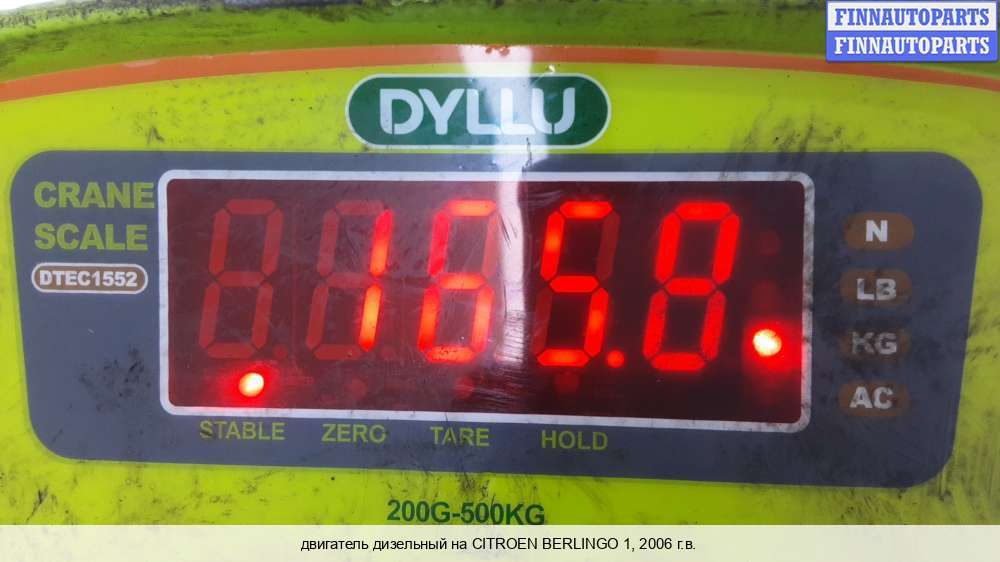 FINNAUTOPARTS
FINNAUTOPARTS
DYLLU
CRANE
SCALE
DTEC1552
165.0
N
LB
KG
AC
STABLE ZERO TARE HOLD
200G-500KG
двигатель дизельный на CITROEN BERLINGO 1, 2006 г.в.